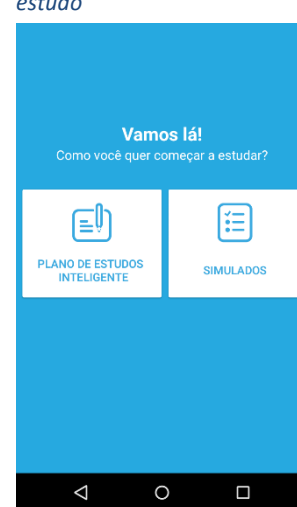 estudo
Vamos lá!
Como você quer começar a estudar?
PLANO DE ESTUDOS
INTELIGENTE
SIMULADOS